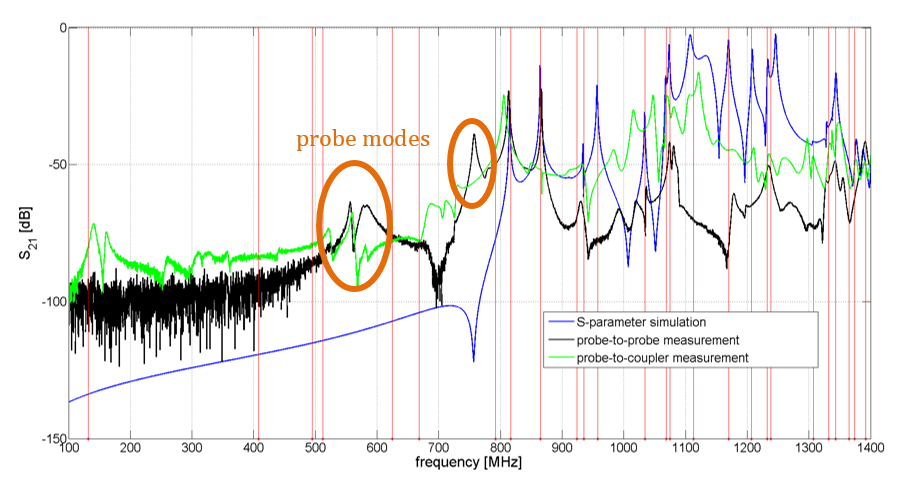 0
probe modes
-50
S21 [dB]
-100
S-parameter simulation
probe-to-probe measurement
probe-to-coupler measurement
-150
100 200 300 400 500 600 700 800 900 1000 1100 1200 1300 1400
frequency [MHz]